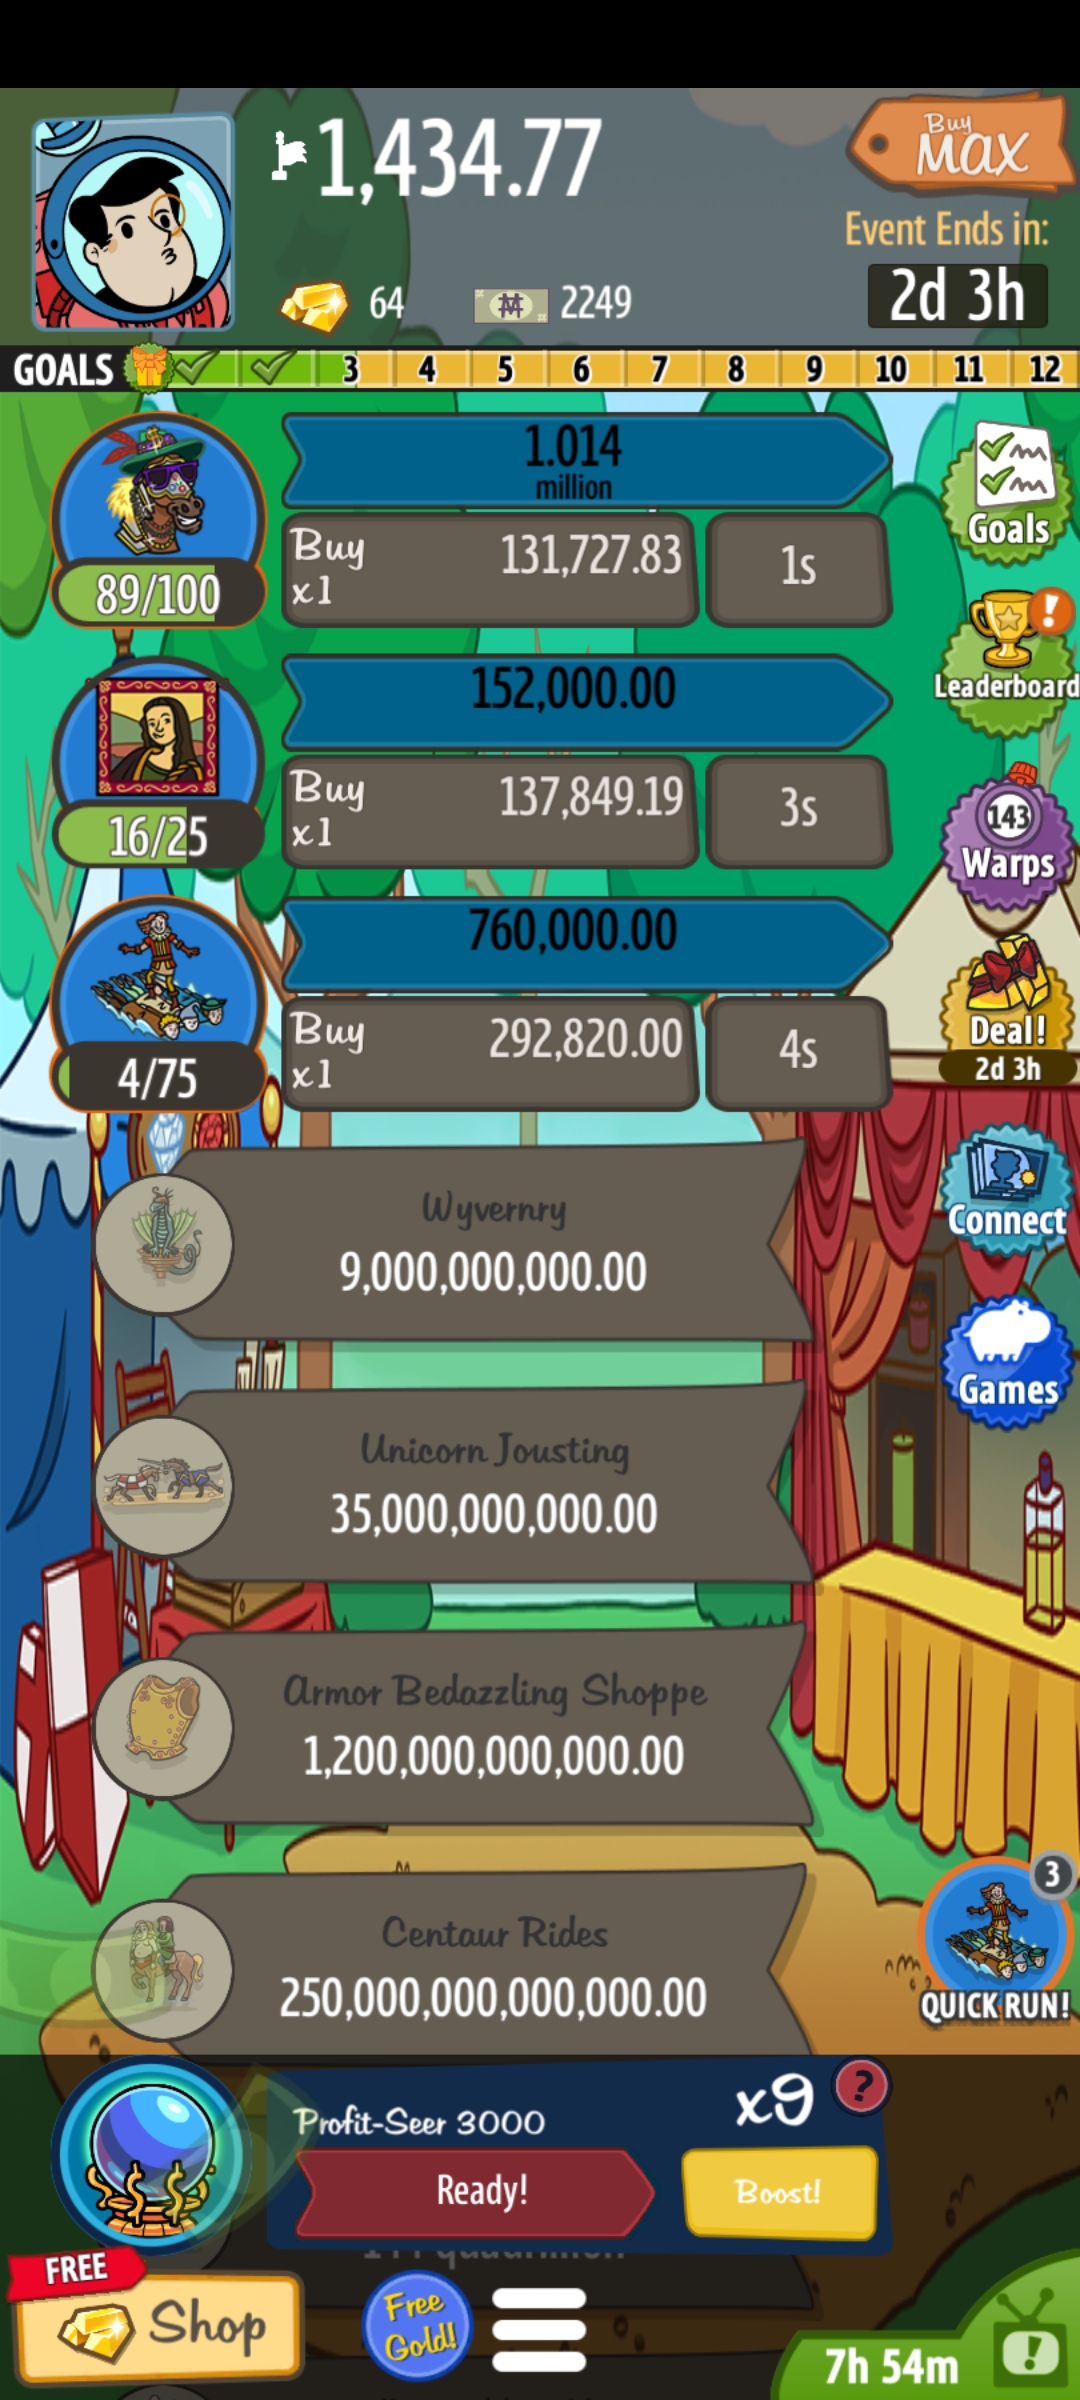 1,434.77
Buy
MAX
Event Ends in:
2d 3h
64
2249
GOALS 3 4 5 6 7 8 9 10 11 12
1.014
million
Buy
x1
131,727.83
1s
89/100
Goals
152,000.00
Buy
x1
137,849.19
3s
16/25
!
Leaderboard
760,000.00
Buy
x1
292,820.00
4s
4/75
143
Warps
Deal!
2d 3h
Wyvernry
9,000,000,000.00
Connect
Unicorn Jousting
35,000,000,000.00
Games
Armor Bedazzling Shoppe
1,200,000,000,000.00
Centaur Rides
250,000,000,000,000.00
3
QUICK RUN!
Profit-Seer 3000
x9
?
Ready!
Boost!
FREE
Shop
Free
Gold!
7h 54m
!